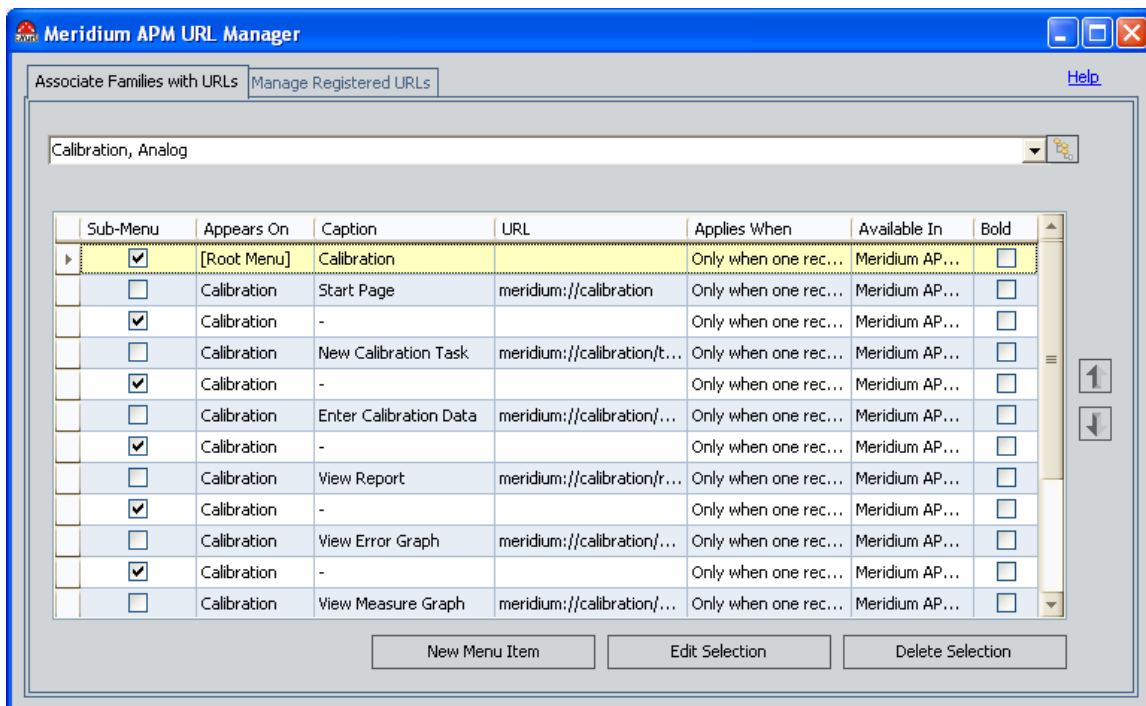 Meridium APM URL Manager
Associate Families with URLs Manage Registered URLs Help
Calibration, Analog
Sub-Menu Appears On Caption URL Applies When Available In Bold
[Root Menu] Calibration Only when one rec... Meridium AP...
Calibration Start Page meridium://calibration Only when one rec... Meridium AP...
Calibration - Only when one rec... Meridium AP...
Calibration New Calibration Task meridium://calibration/t... Only when one rec... Meridium AP...
Calibration - Only when one rec... Meridium AP...
Calibration Enter Calibration Data meridium://calibration/... Only when one rec... Meridium AP...
Calibration - Only when one rec... Meridium AP...
Calibration View Report meridium://calibration/r... Only when one rec... Meridium AP...
Calibration - Only when one rec... Meridium AP...
Calibration View Error Graph meridium://calibration/... Only when one rec... Meridium AP...
Calibration - Only when one rec... Meridium AP...
Calibration View Measure Graph meridium://calibration/... Only when one rec... Meridium AP...
New Menu Item Edit Selection Delete Selection